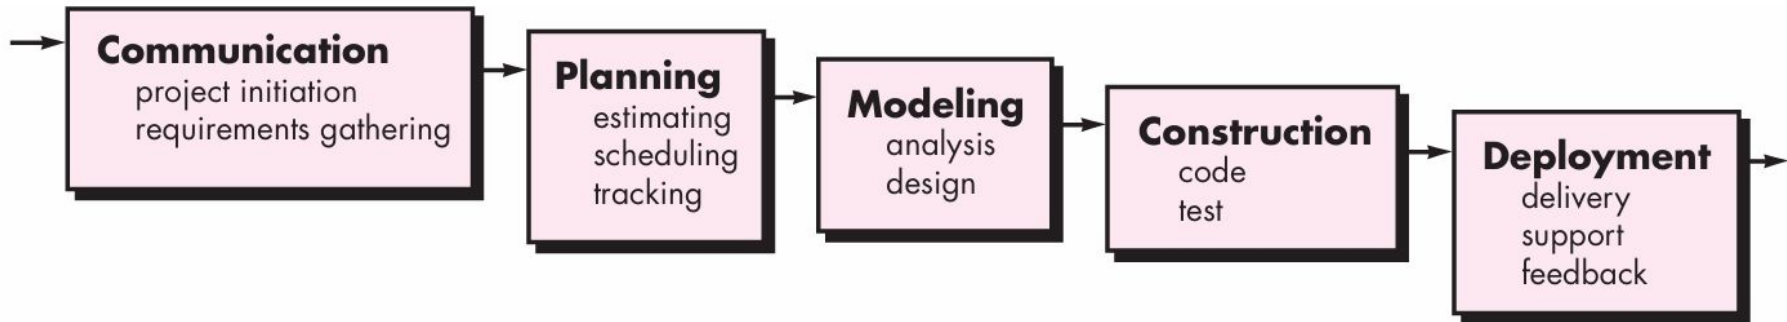 Communication
project initiation
requirements gathering
Planning
estimating
scheduling
tracking
Modeling
analysis
design
Construction
code
test
Deployment
delivery
support
feedback